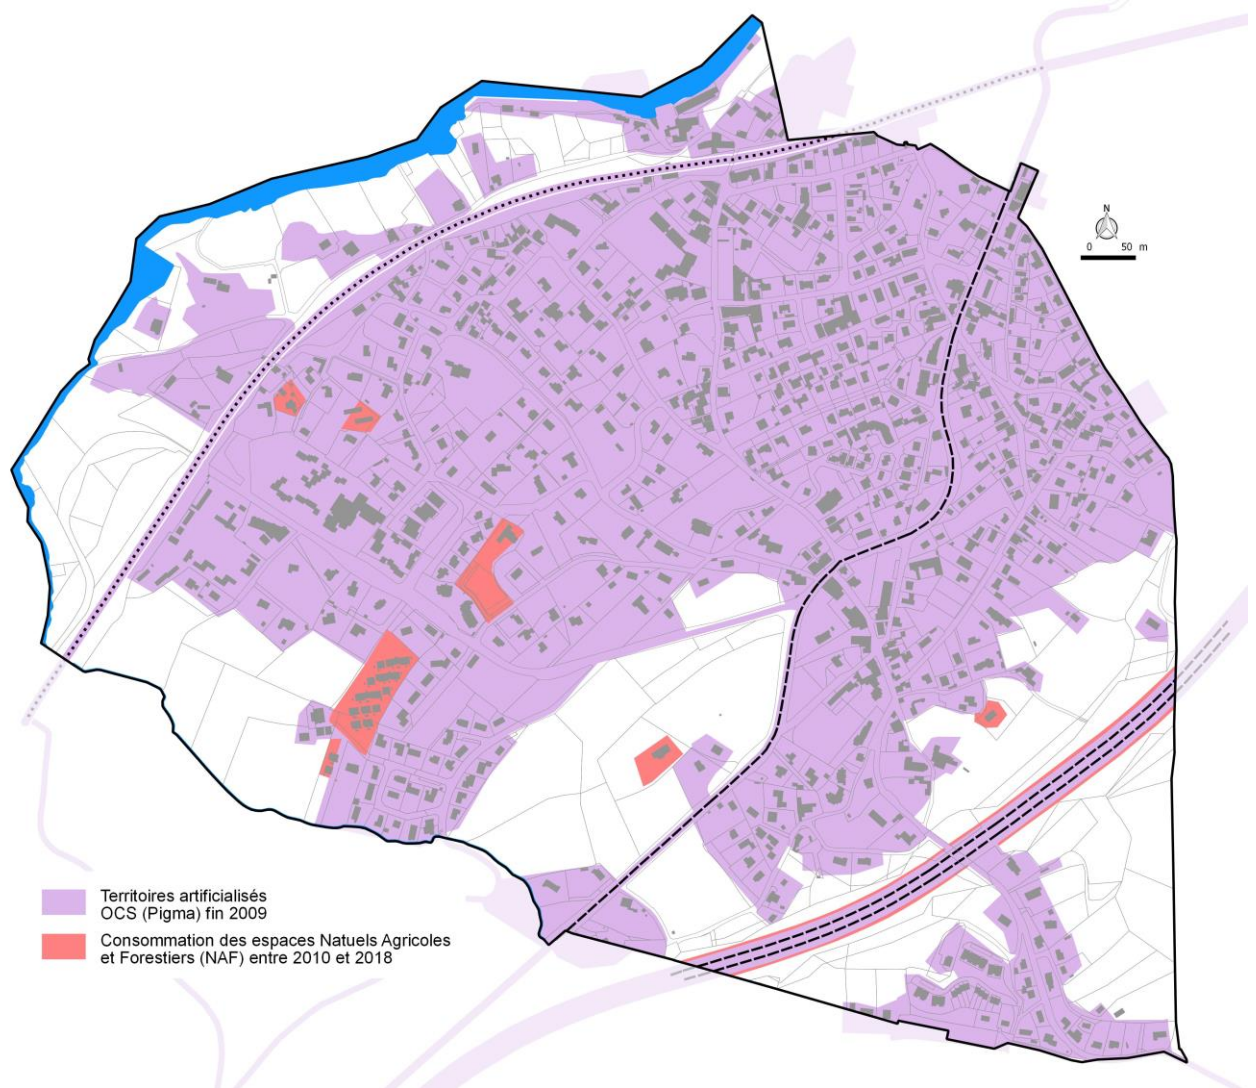 N
0 50 m
Territoires artificialisés
OCS (Pigma) fin 2009
Consommation des espaces Natuels Agricoles
et Forestiers (NAF) entre 2010 et 2018